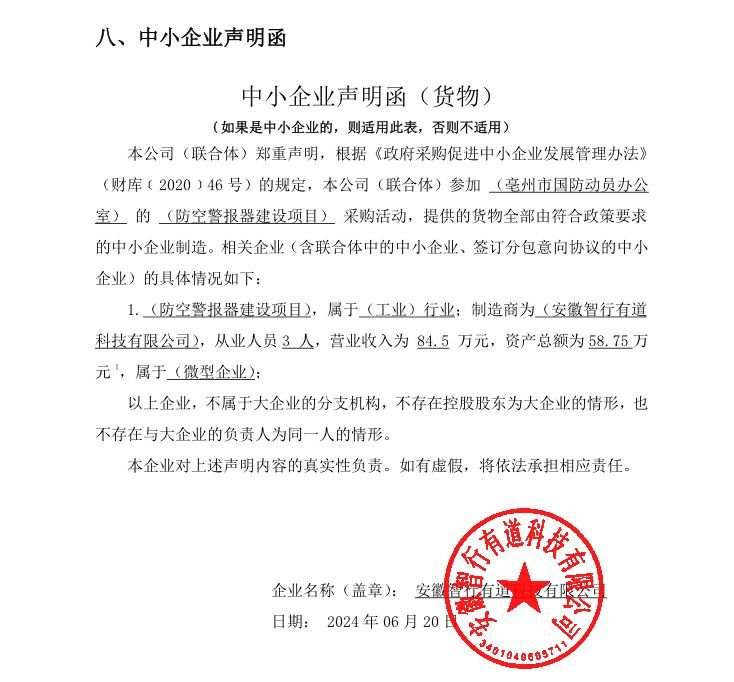 八、中小企业声明函
中小企业声明函（货物）
（如果是中小企业的，则适用此表，否则不适用）
本公司（联合体）郑重声明，根据《政府采购促进中小企业发展管理办法》
（财库﹝2020﹞46 号）的规定，本公司（联合体）参加 （亳州市国防动员办公
室） 的 （防空警报器建设项目） 采购活动，提供的货物全部由符合政策要求
的中小企业制造。相关企业（含联合体中的中小企业、签订分包意向协议的中小
企业）的具体情况如下：
1.（防空警报器建设项目），属于（工业）行业；制造商为（安徽智行有道
科技有限公司），从业人员 3 人，营业收入为 84.5 万元，资产总额为 58.75 万
元¹，属于（微型企业）；
以上企业，不属于大企业的分支机构，不存在控股股东为大企业的情形，也
不存在与大企业的负责人为同一人的情形。
本企业对上述声明内容的真实性负责。如有虚假，将依法承担相应责任。
企业名称（盖章）： 安徽智行有道科技有限公司
日期： 2024 年 06 月 20 日
安徽智行有道科技有限公司
3401040605711